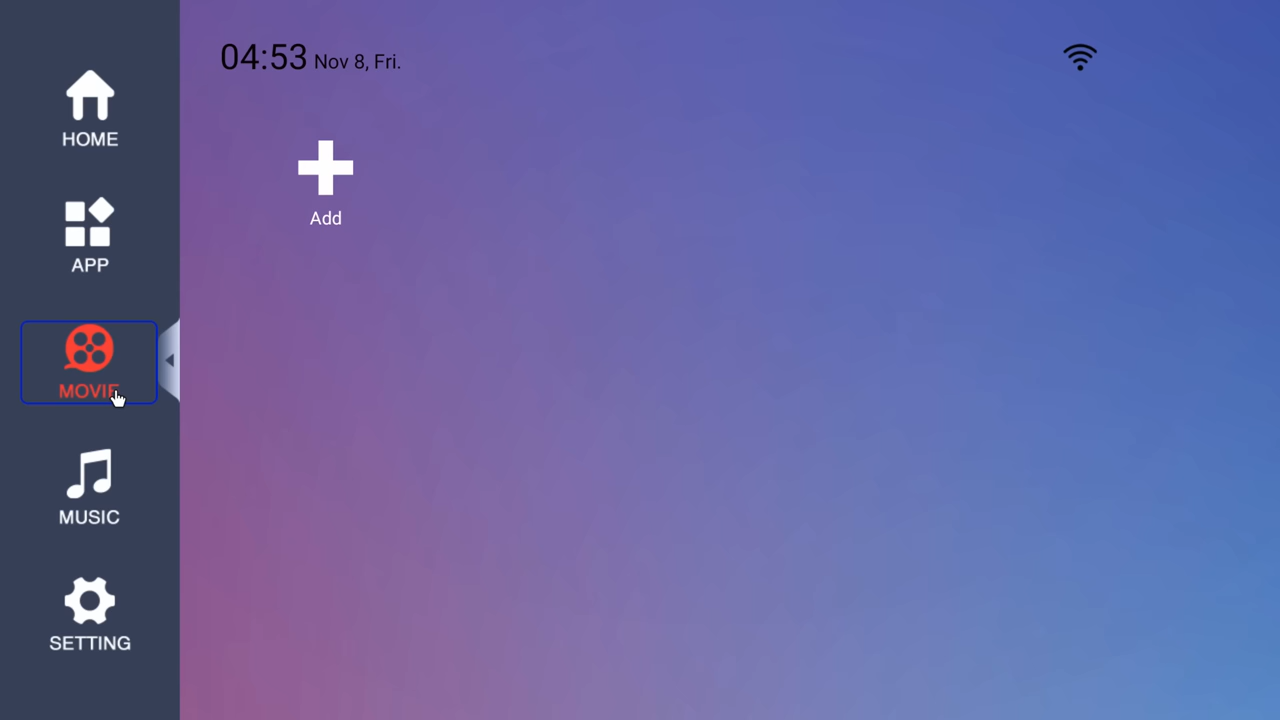 04:53 Nov 8, Fri.
HOME
Add
APP
MOVIE
MUSIC
SETTING